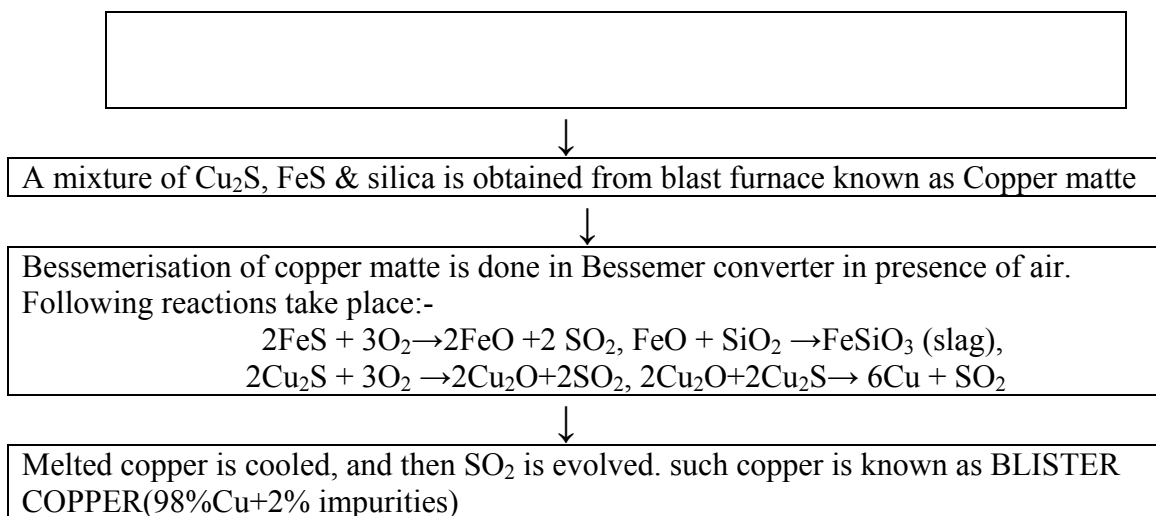 ↓
A mixture of Cu₂S, FeS & silica is obtained from blast furnace known as Copper matte
↓
Bessemerisation of copper matte is done in Bessemer converter in presence of air.
Following reactions take place:-
2FeS + 3O₂→2FeO +2 SO₂, FeO + SiO₂ →FeSiO₃ (slag),
2Cu₂S + 3O₂ →2Cu₂O+2SO₂, 2Cu₂O+2Cu₂S→ 6Cu + SO₂
↓
Melted copper is cooled, and then SO₂ is evolved. such copper is known as BLISTER
COPPER(98%Cu+2% impurities)